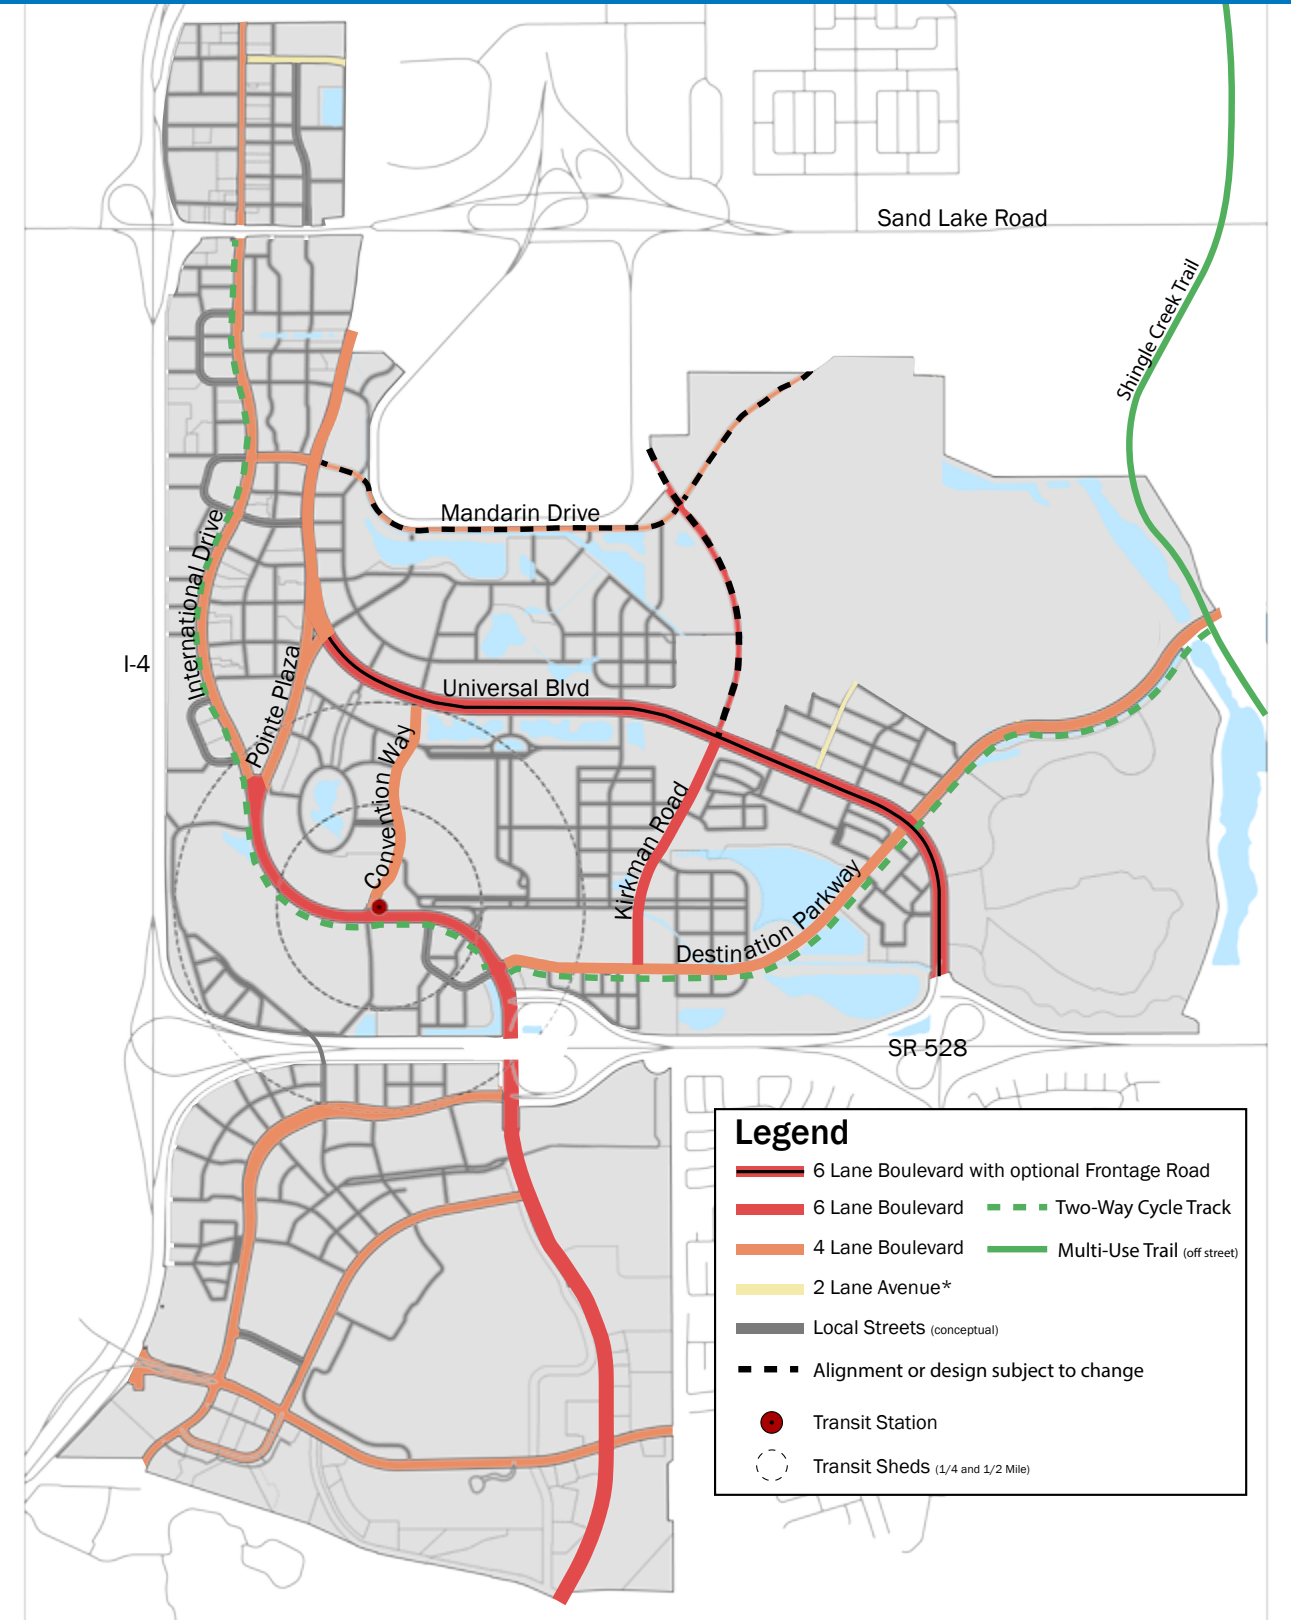 Sand Lake Road
Shingle Creek Trail
Mandarin Drive
International Drive
I-4
Pointe Plaza
Universal Blvd
Convention Way
Kirkman Road
Destination Parkway
SR 528
Legend
6 Lane Boulevard with optional Frontage Road
6 Lane Boulevard
Two-Way Cycle Track
4 Lane Boulevard
Multi-Use Trail (off street)
2 Lane Avenue*
Local Streets (conceptual)
Alignment or design subject to change
Transit Station
Transit Sheds (1/4 and 1/2 Mile)